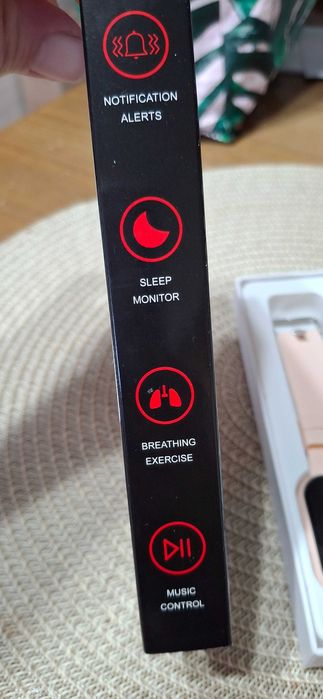 NOTIFICATION
ALERTS
SLEEP
MONITOR
BREATHING
EXERCISE
MUSIC
CONTROL